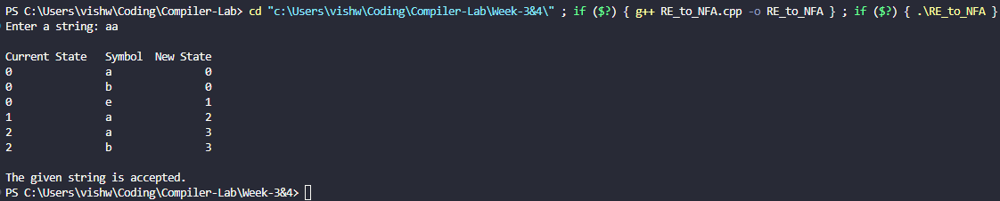 PS C:\Users\vishw\Coding\Compiler-Lab> cd "c:\Users\vishw\Coding\Compiler-Lab\Week-3&4\" ; if ($?) { g++ RE_to_NFA.cpp -o RE_to_NFA } ; if ($?) { .\RE_to_NFA }
Enter a string: aa
Current State Symbol New State
0 a 0
0 b 0
0 e 1
1 a 2
2 a 3
2 b 3
The given string is accepted.
PS C:\Users\vishw\Coding\Compiler-Lab\Week-3&4>